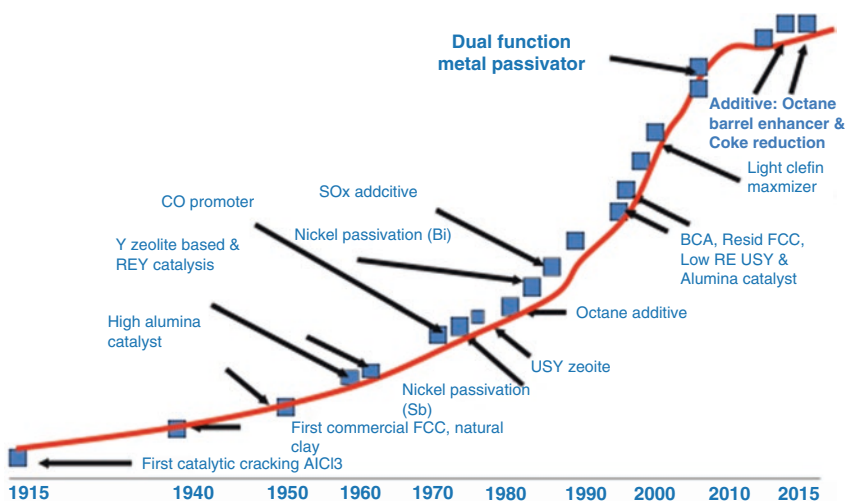 Dual function
metal passivator
Additive: Octane
barrel enhancer &
Coke reduction
Light clefin
maxmizer
SOx addcitive
CO promoter
Nickel passivation (Bi)
Y zeolite based &
REY catalysis
BCA, Resid FCC,
Low RE USY &
Alumina catalyst
High alumina
catalyst
Octane additive
USY zeoite
Nickel passivation
(Sb)
First commercial FCC, natural
clay
First catalytic cracking AlCl3
1915 1940 1950 1960 1970 1980 1990 2000 2015